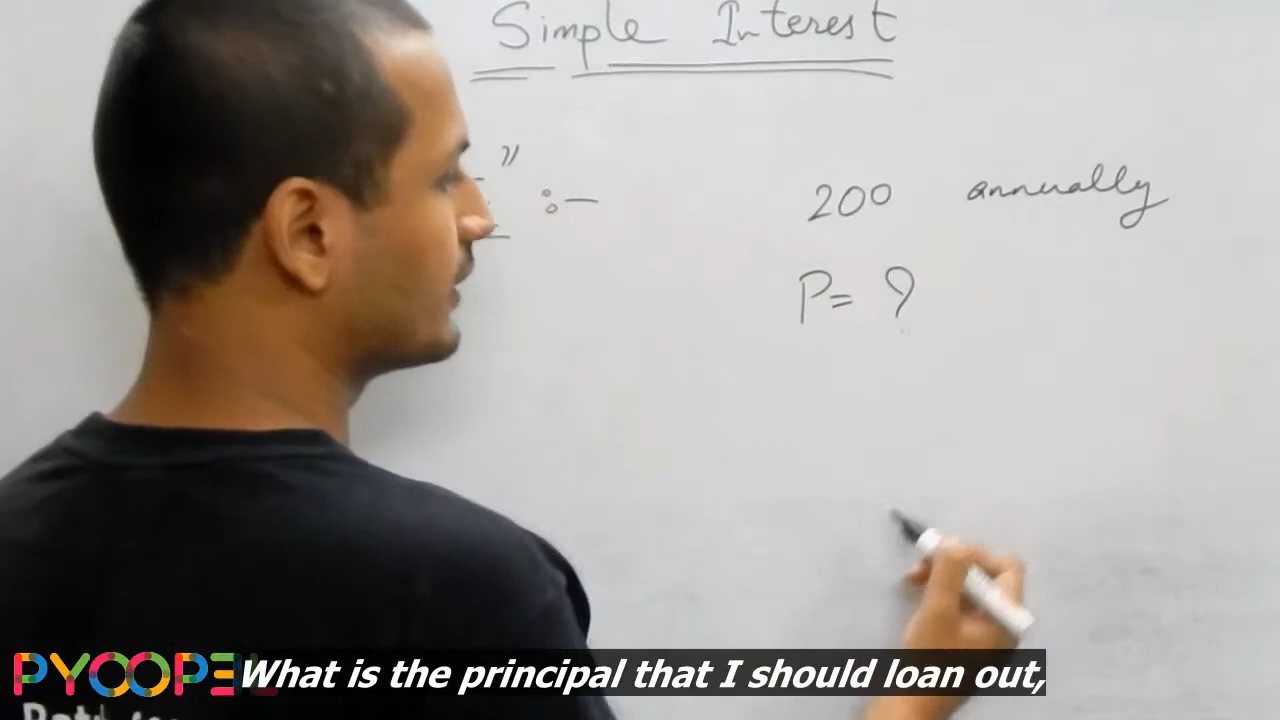 Simple Interest
" :-
200 annually
P= ?
PYOOPEL
What is the principal that I should loan out,